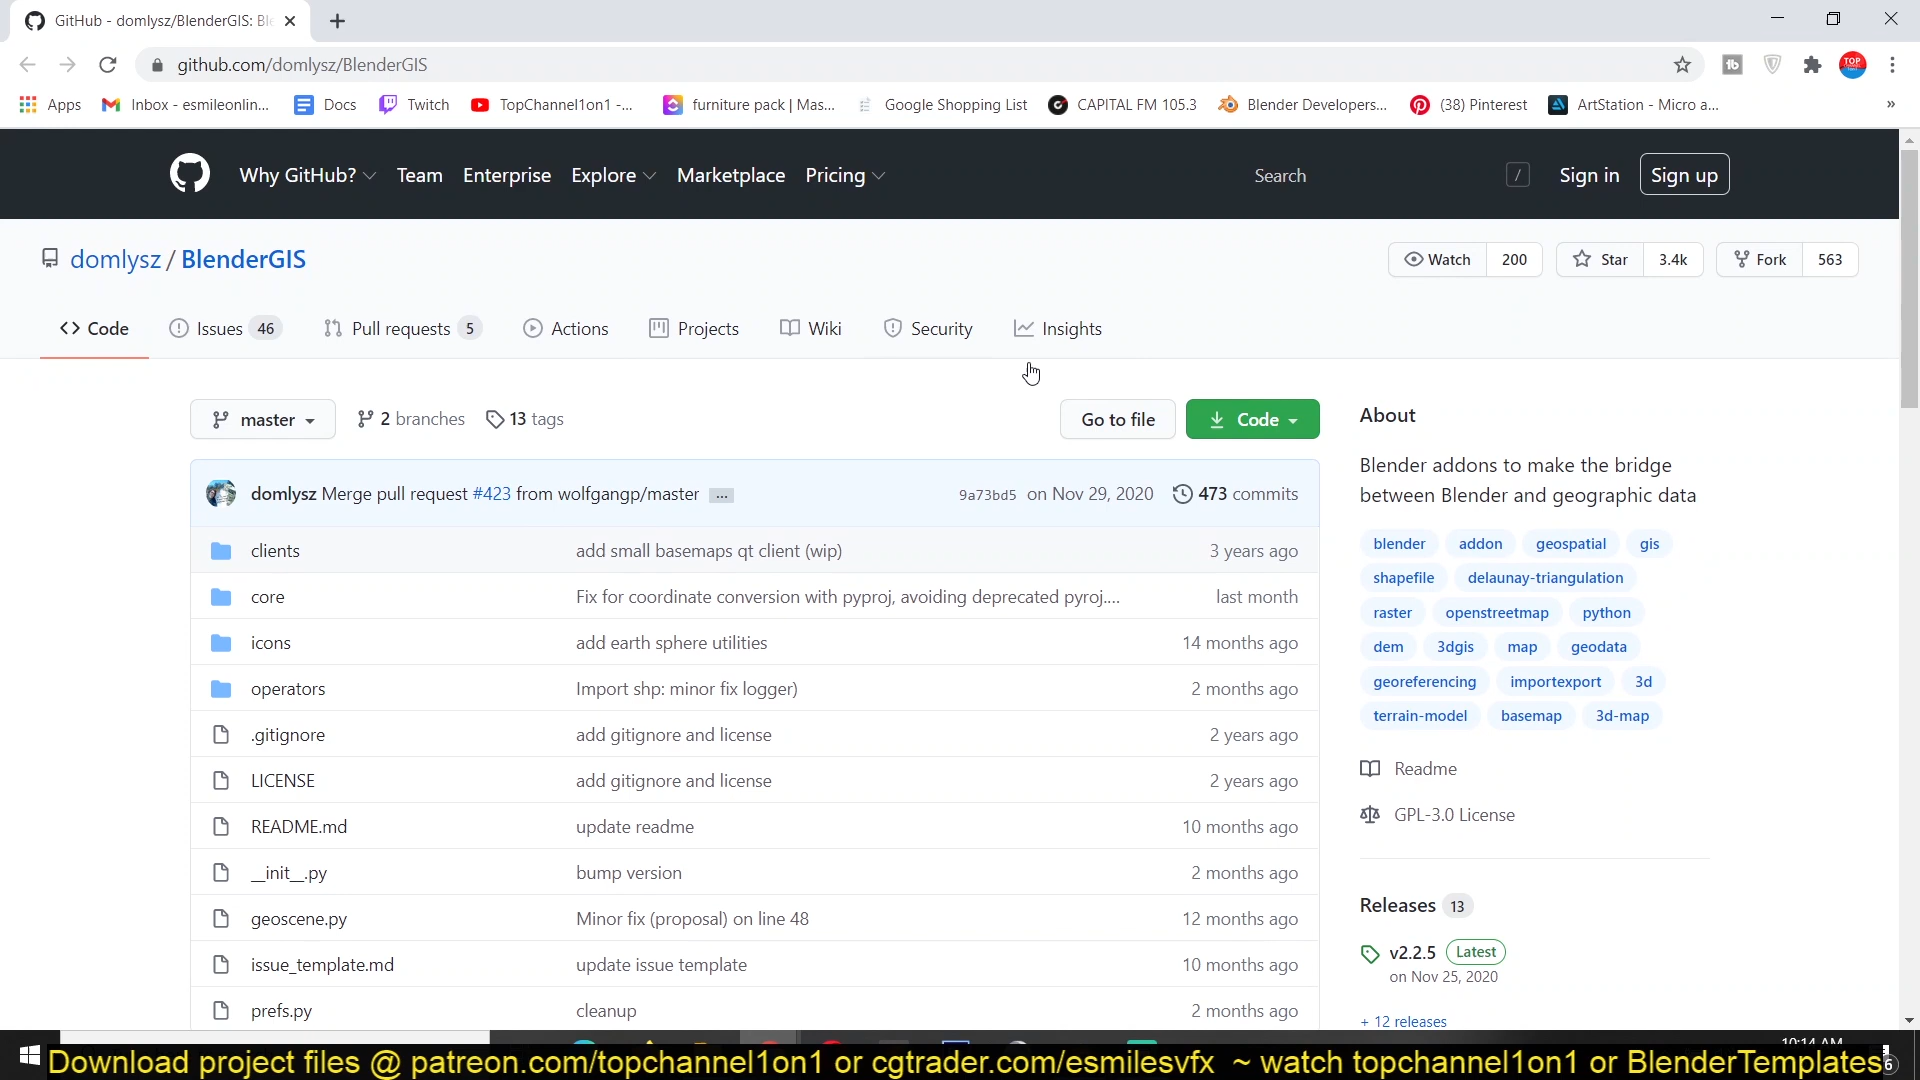 GitHub - domlysz/BlenderGIS: Ble
github.com/domlysz/BlenderGIS
TOP
Apps
Inbox - esmileonlin...
Docs
Twitch
TopChannel1on1 -...
furniture pack | Mas...
Google Shopping List
CAPITAL FM 105.3
Blender Developers...
(38) Pinterest
ArtStation - Micro a...
»
Why GitHub? Team Enterprise Explore Marketplace Pricing
Search /
Sign in
Sign up
domlysz / BlenderGIS
Watch 200
Star 3.4k
Fork 563
<> Code
Issues 46
Pull requests 5
Actions
Projects
Wiki
Security
Insights
master
2 branches
13 tags
Go to file
Code
domlysz Merge pull request #423 from wolfgangp/master ...
9a73bd5 on Nov 29, 2020 473 commits
clients add small basemaps qt client (wip) 3 years ago
core Fix for coordinate conversion with pyproj, avoiding deprecated pyroj.... last month
icons add earth sphere utilities 14 months ago
operators Import shp: minor fix logger) 2 months ago
.gitignore add gitignore and license 2 years ago
LICENSE add gitignore and license 2 years ago
README.md update readme 10 months ago
__init__.py bump version 2 months ago
geoscene.py Minor fix (proposal) on line 48 12 months ago
issue_template.md update issue template 10 months ago
prefs.py cleanup 2 months ago
About
Blender addons to make the bridge
between Blender and geographic data
blender addon geospatial gis
shapefile delaunay-triangulation
raster openstreetmap python
dem 3dgis map geodata
georeferencing importexport 3d
terrain-model basemap 3d-map
Readme
GPL-3.0 License
Releases 13
v2.2.5 Latest
on Nov 25, 2020
+ 12 releases
10:14 AM
Download project files @ patreon.com/topchannel1on1 or cgtrader.com/esmilesvfx ~ watch topchannel1on1 or BlenderTemplates
6